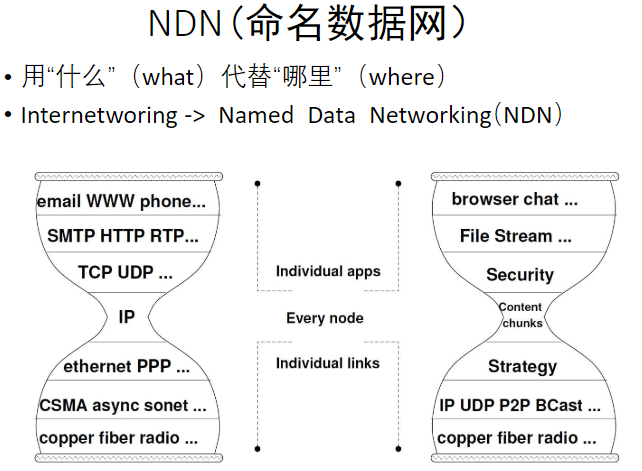 NDN（命名数据网）
• 用“什么”（what）代替“哪里”（where）
• Internetworing -> Named Data Networking(NDN)
email WWW phone...
SMTP HTTP RTP...
TCP UDP ...
IP
ethernet PPP ...
CSMA async sonet ...
copper fiber radio ...
Individual apps
Every node
Individual links
browser chat ...
File Stream ...
Security
Content
chunks
Strategy
IP UDP P2P BCast ...
copper fiber radio ...